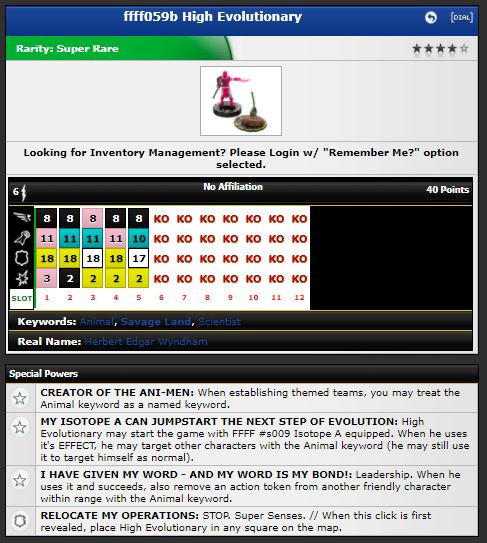 ffff059b High Evolutionary
[DIAL]
Rarity: Super Rare
Looking for Inventory Management? Please Login w/ "Remember Me?" option
selected.
6
No Affiliation
40 Points
8 8 8 8 8 KO KO KO KO KO KO KO
11 11 11 11 10 KO KO KO KO KO KO KO
18 18 18 18 17 KO KO KO KO KO KO KO
3 2 2 2 2 KO KO KO KO KO KO KO
SLOT 1 2 3 4 5 6 7 8 9 10 11 12
Keywords: Animal, Savage Land, Scientist
Real Name: Herbert Edgar Wyndham
Special Powers
CREATOR OF THE ANI-MEN: When establishing themed teams, you may treat the
Animal keyword as a named keyword.
MY ISOTOPE A CAN JUMPSTART THE NEXT STEP OF EVOLUTION: High
Evolutionary may start the game with FFFF #s009 Isotope A equipped. When he uses
it's EFFECT, he may target other characters with the Animal keyword (he may still use
it to target himself as normal).
I HAVE GIVEN MY WORD - AND MY WORD IS MY BOND!: Leadership. When he
uses it and succeeds, also remove an action token from another friendly character
within range with the Animal keyword.
RELOCATE MY OPERATIONS: STOP. Super Senses. // When this click is first
revealed, place High Evolutionary in any square on the map.